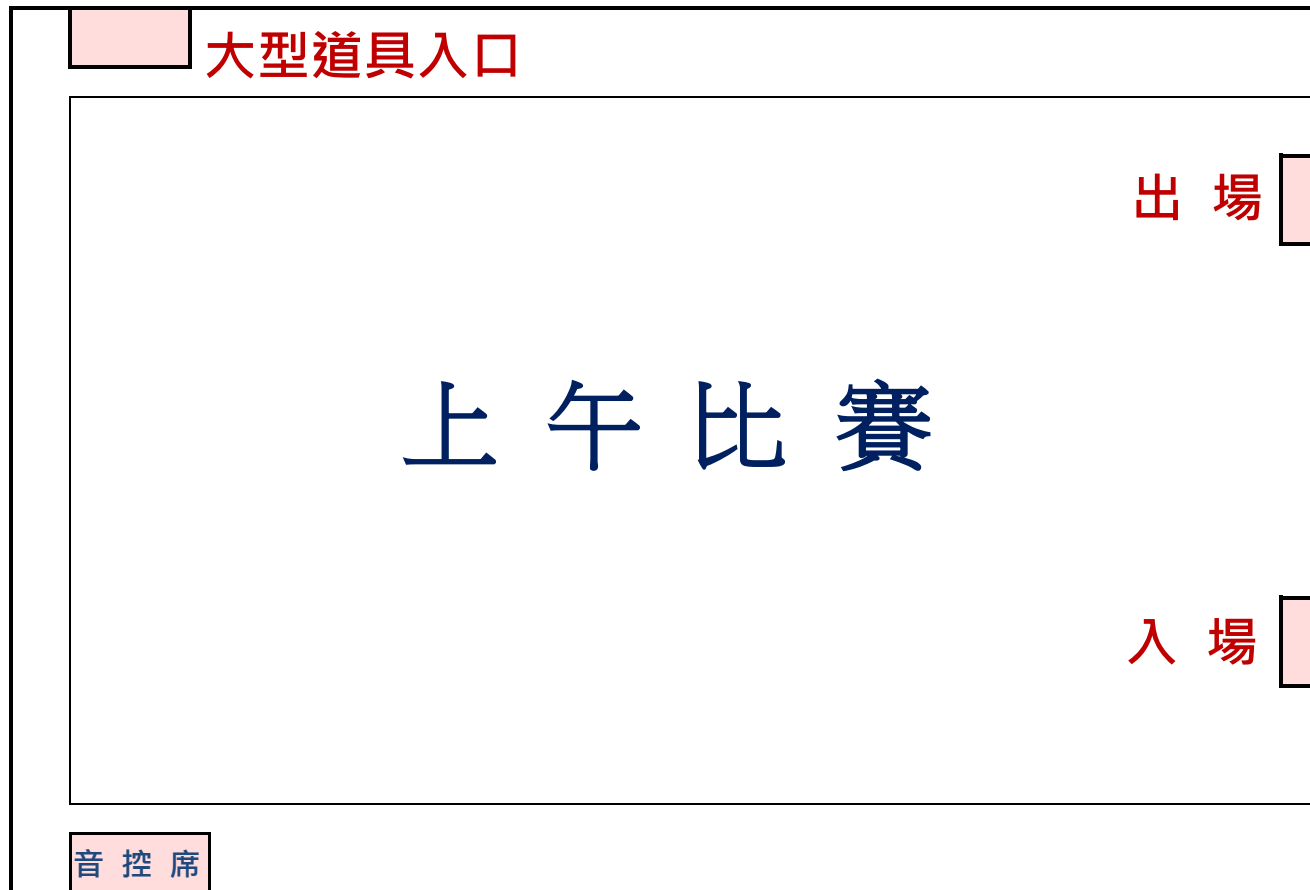 大型道具入口
出 場
上 午 比 賽
入 場
音 控 席